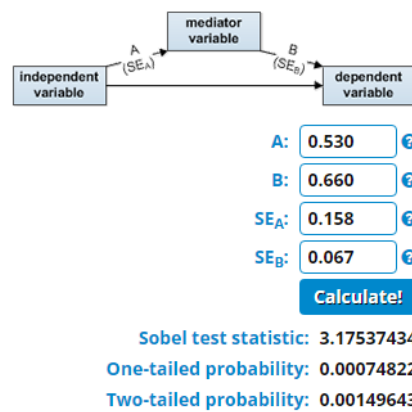 mediator
variable
A
(SEA)
B
(SEB)
independent
variable
dependent
variable
A: 0.530 ?
B: 0.660 ?
SEA: 0.158 ?
SEB: 0.067 ?
Calculate!
Sobel test statistic: 3.17537434
One-tailed probability: 0.00074822
Two-tailed probability: 0.00149643